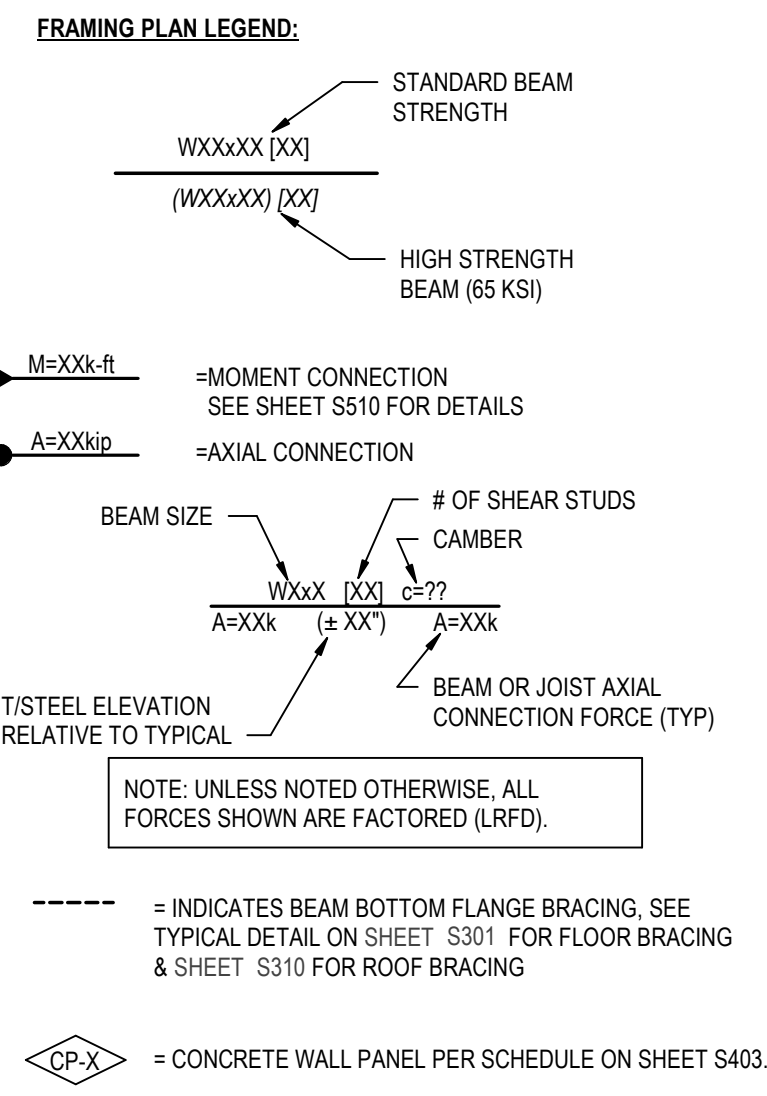 FRAMING PLAN LEGEND:
STANDARD BEAM
STRENGTH
WXXxXX [XX]
(WXXxXX) [XX]
HIGH STRENGTH
BEAM (65 KSI)
M=XXk-ft
=MOMENT CONNECTION
SEE SHEET S510 FOR DETAILS
A=XXkip
=AXIAL CONNECTION
# OF SHEAR STUDS
BEAM SIZE
CAMBER
WXxX [XX] c=??
A=XXk (± XX") A=XXk
BEAM OR JOIST AXIAL
CONNECTION FORCE (TYP)
T/STEEL ELEVATION
RELATIVE TO TYPICAL
NOTE: UNLESS NOTED OTHERWISE, ALL
FORCES SHOWN ARE FACTORED (LRFD).
= INDICATES BEAM BOTTOM FLANGE BRACING, SEE
TYPICAL DETAIL ON SHEET S301 FOR FLOOR BRACING
& SHEET S310 FOR ROOF BRACING
CP-X = CONCRETE WALL PANEL PER SCHEDULE ON SHEET S403.